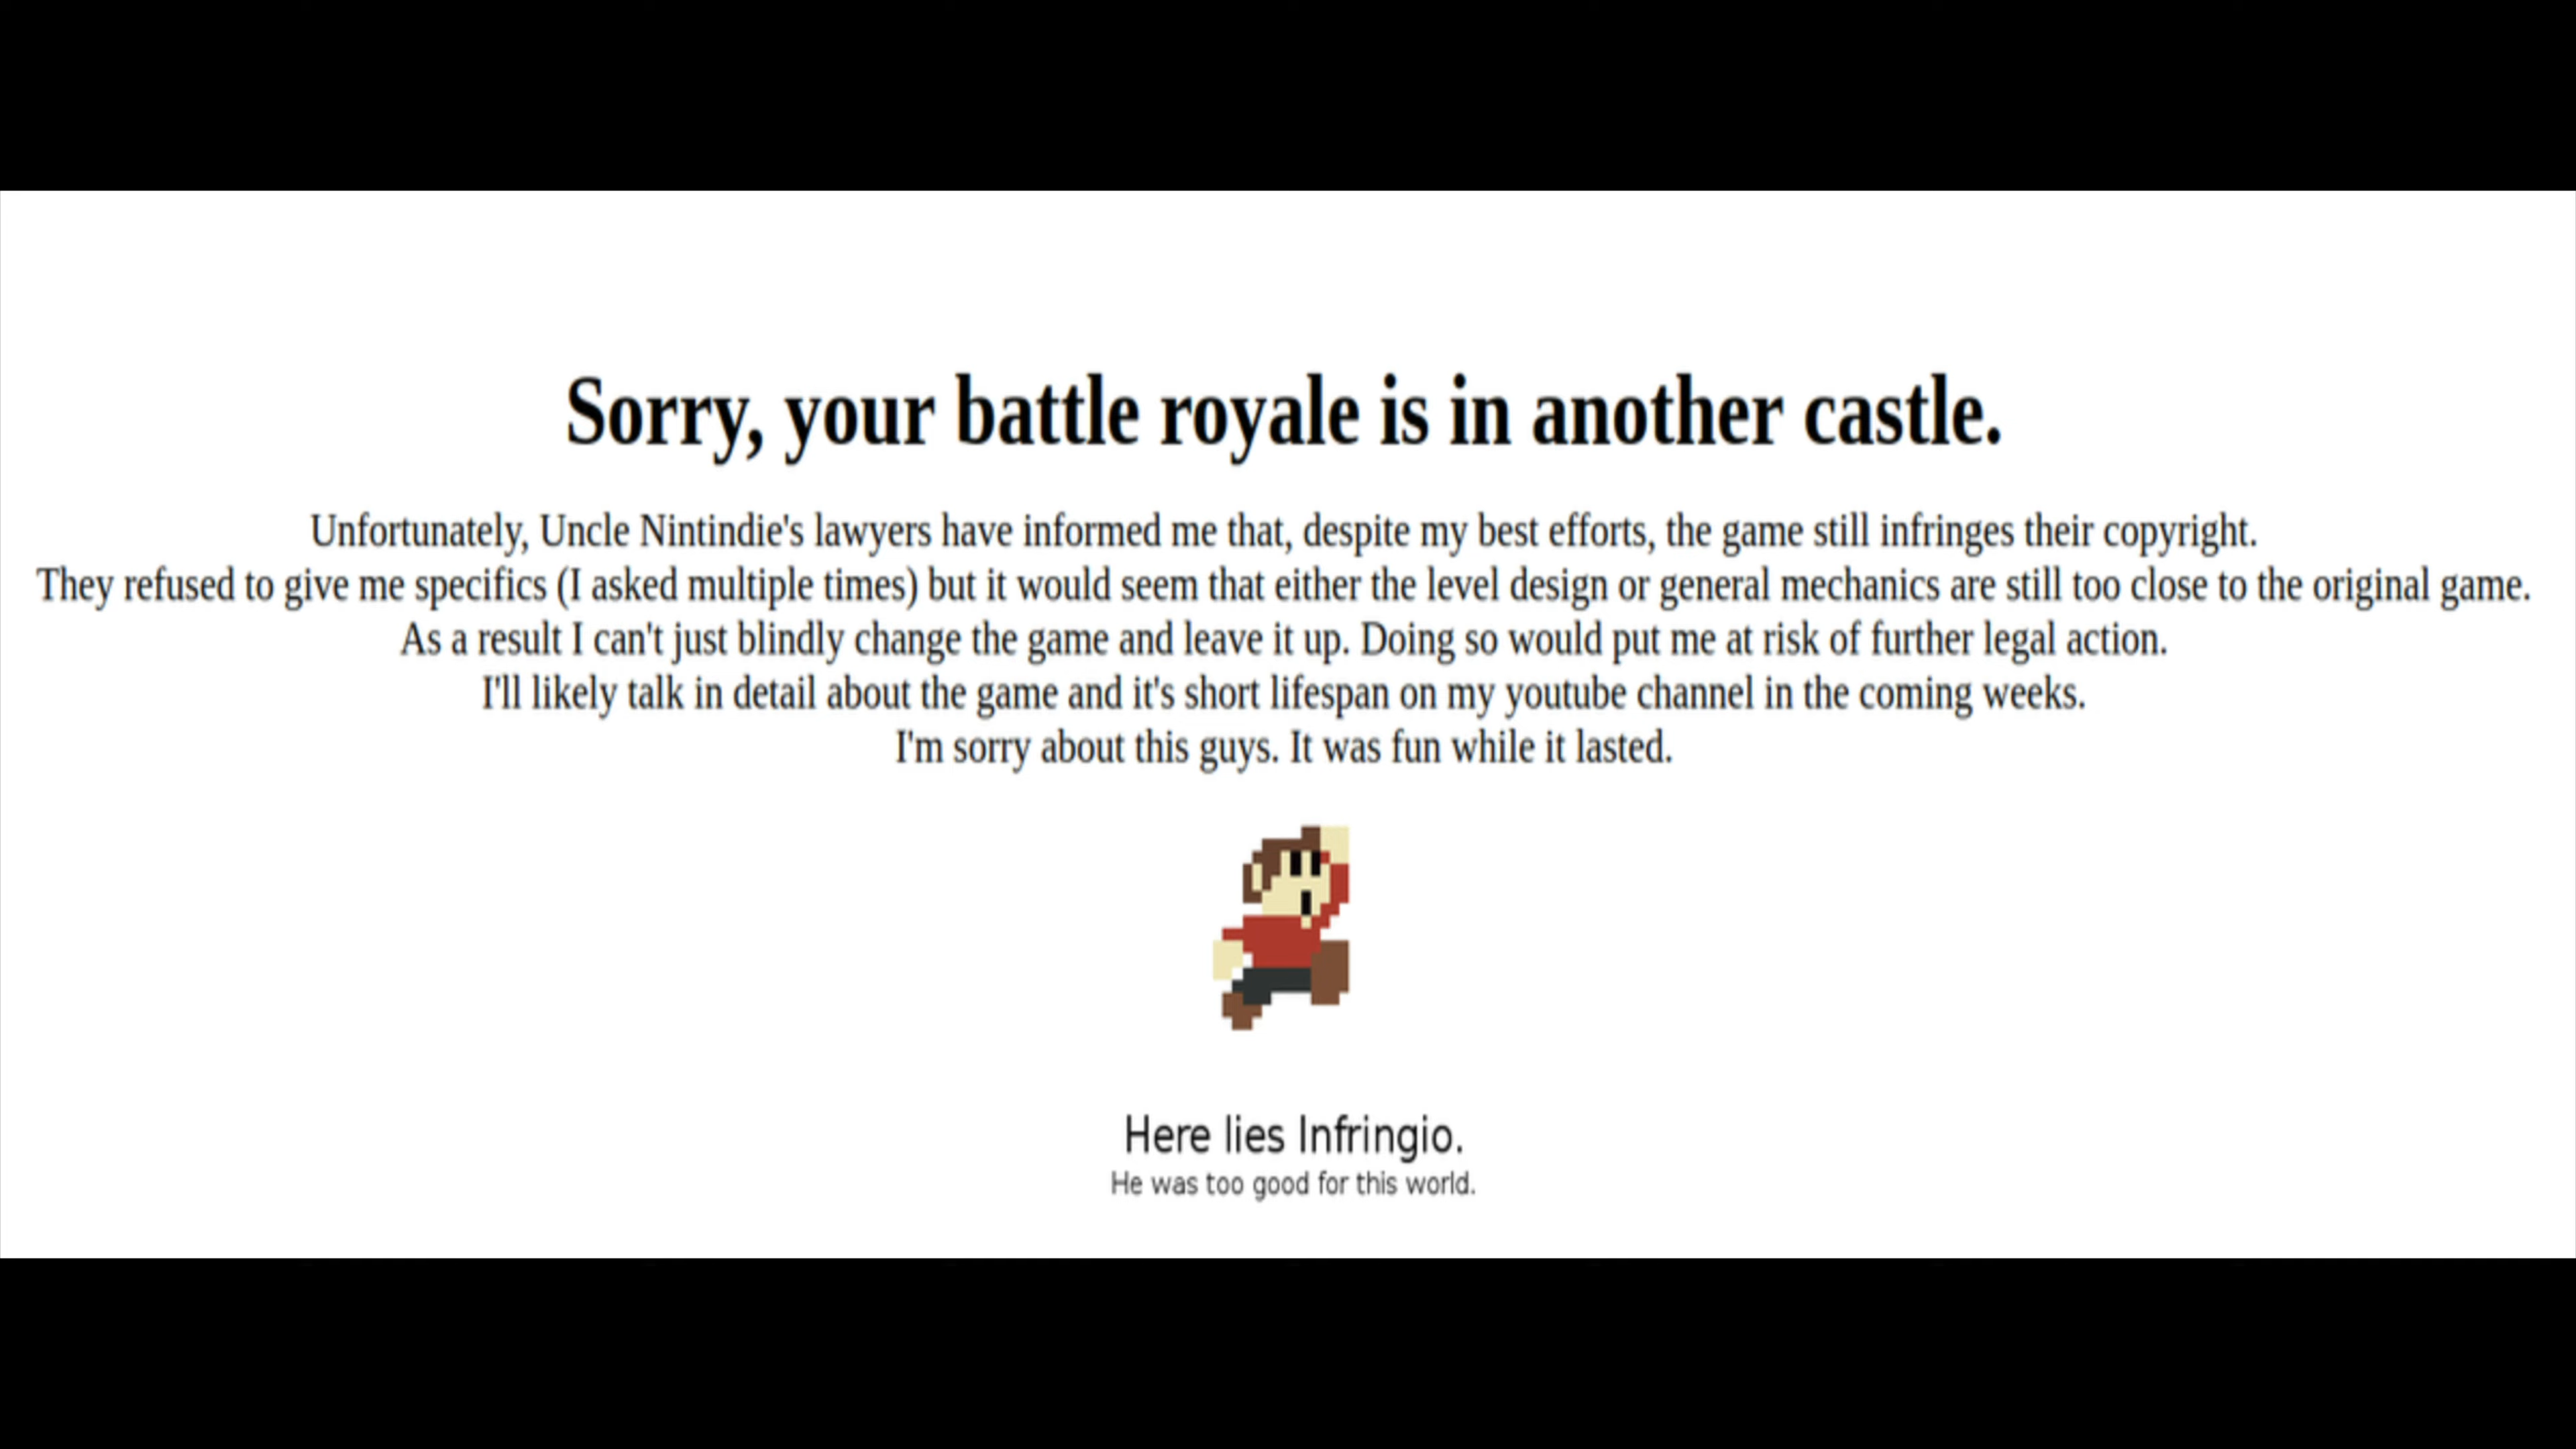 Sorry, your battle royale is in another castle.
Unfortunately, Uncle Nintindie's lawyers have informed me that, despite my best efforts, the game still infringes their copyright.
They refused to give me specifics (I asked multiple times) but it would seem that either the level design or general mechanics are still too close to the original game.
As a result I can't just blindly change the game and leave it up. Doing so would put me at risk of further legal action.
I'll likely talk in detail about the game and it's short lifespan on my youtube channel in the coming weeks.
I'm sorry about this guys. It was fun while it lasted.
Here lies Infringio.
He was too good for this world.